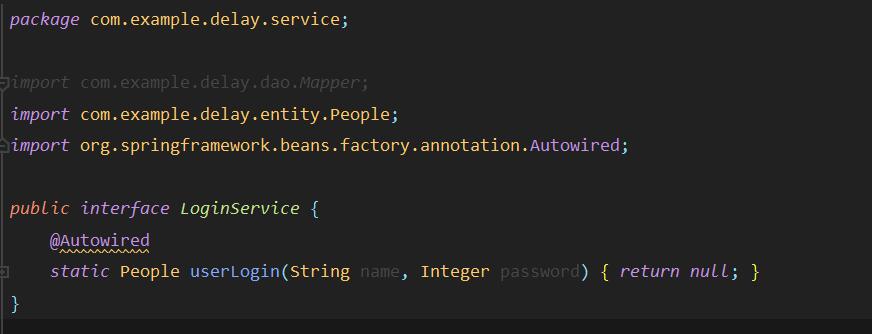 package com.example.delay.service;
import com.example.delay.dao.Mapper;
import com.example.delay.entity.People;
import org.springframework.beans.factory.annotation.Autowired;
public interface LoginService {
@Autowired
static People userLogin(String name, Integer password) { return null; }
}